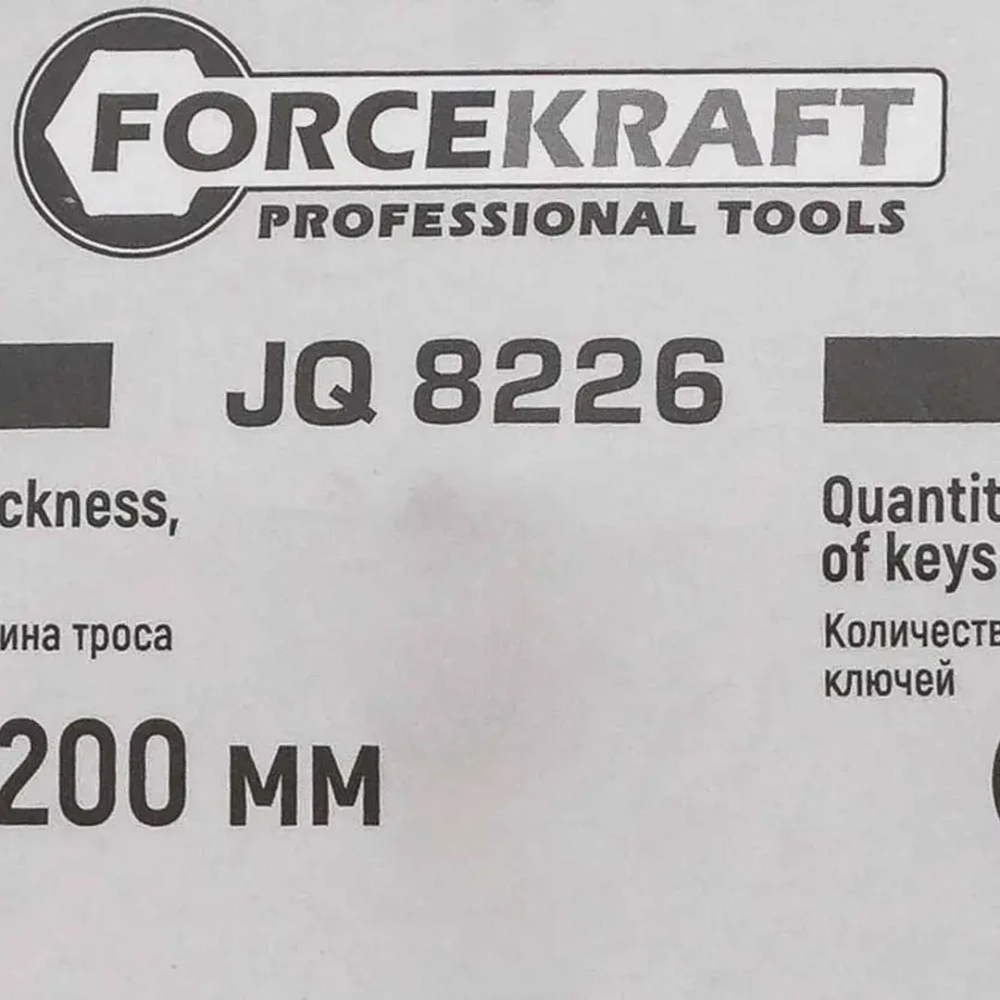 FORCEKRAFT
PROFESSIONAL TOOLS
JQ 8226
ckness,
Quantit
of keys
ина троса
Количеств
ключей
200 мм